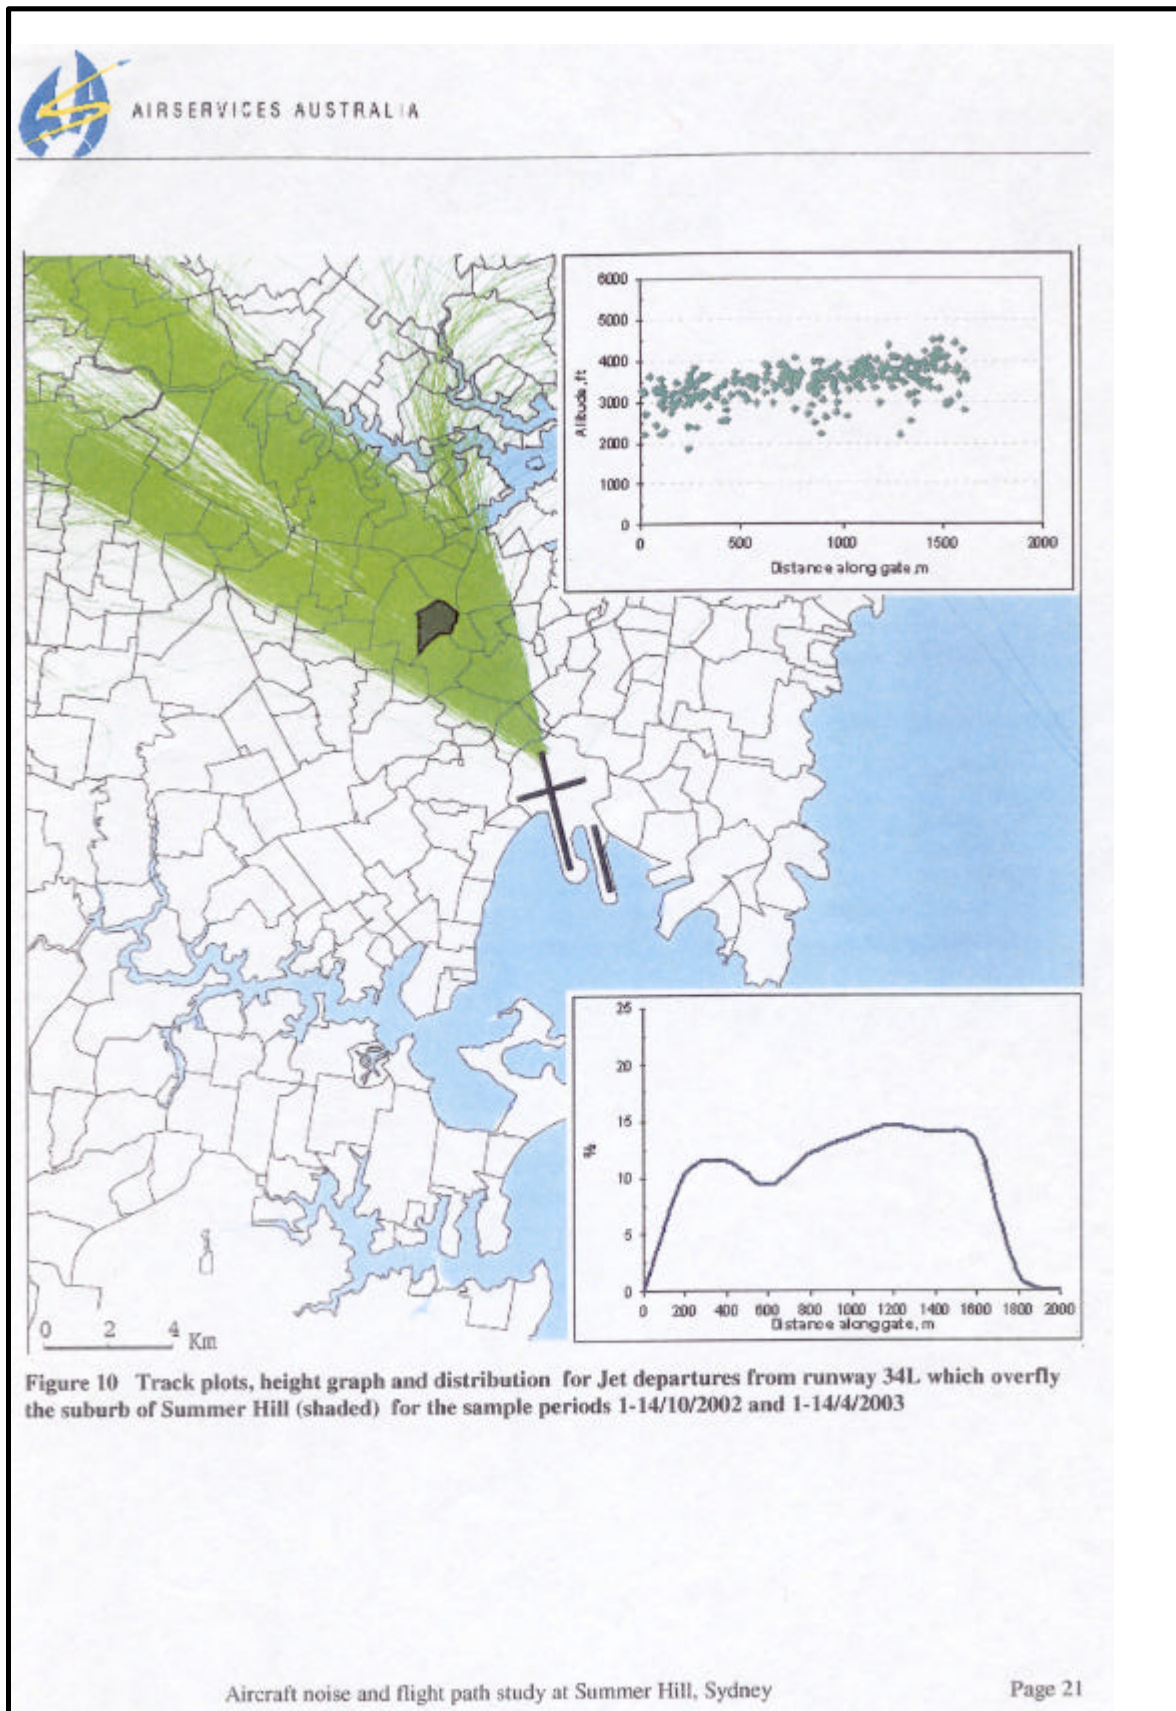 AIRSERVICES AUSTRALIA
6000
5000
4000
3000
2000
1000
0
Altitude, ft
0 500 1000 1500 2000
Distance along gate, m
25
20
15
10
5
0
%
0 200 400 600 800 1000 1200 1400 1600 1800 2000
Distance along gate, m
0 2 4 Km
Figure 10 Track plots, height graph and distribution for Jet departures from runway 34L which overfly
the suburb of Summer Hill (shaded) for the sample periods 1-14/10/2002 and 1-14/4/2003
Aircraft noise and flight path study at Summer Hill, Sydney Page 21